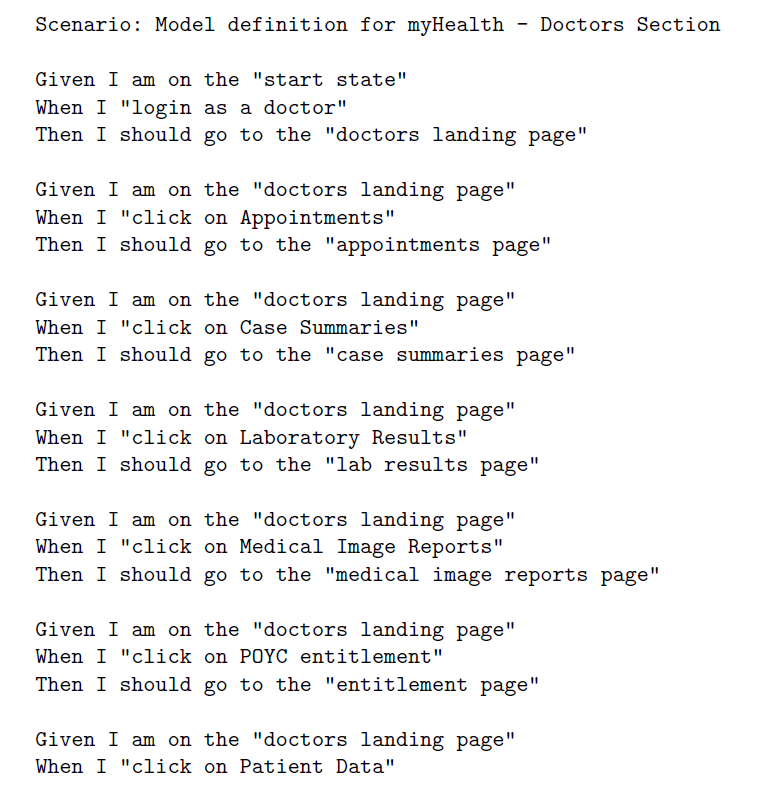 Scenario: Model definition for myHealth - Doctors Section
Given I am on the "start state"
When I "login as a doctor"
Then I should go to the "doctors landing page"
Given I am on the "doctors landing page"
When I "click on Appointments"
Then I should go to the "appointments page"
Given I am on the "doctors landing page"
When I "click on Case Summaries"
Then I should go to the "case summaries page"
Given I am on the "doctors landing page"
When I "click on Laboratory Results"
Then I should go to the "lab results page"
Given I am on the "doctors landing page"
When I "click on Medical Image Reports"
Then I should go to the "medical image reports page"
Given I am on the "doctors landing page"
When I "click on POYC entitlement"
Then I should go to the "entitlement page"
Given I am on the "doctors landing page"
When I "click on Patient Data"